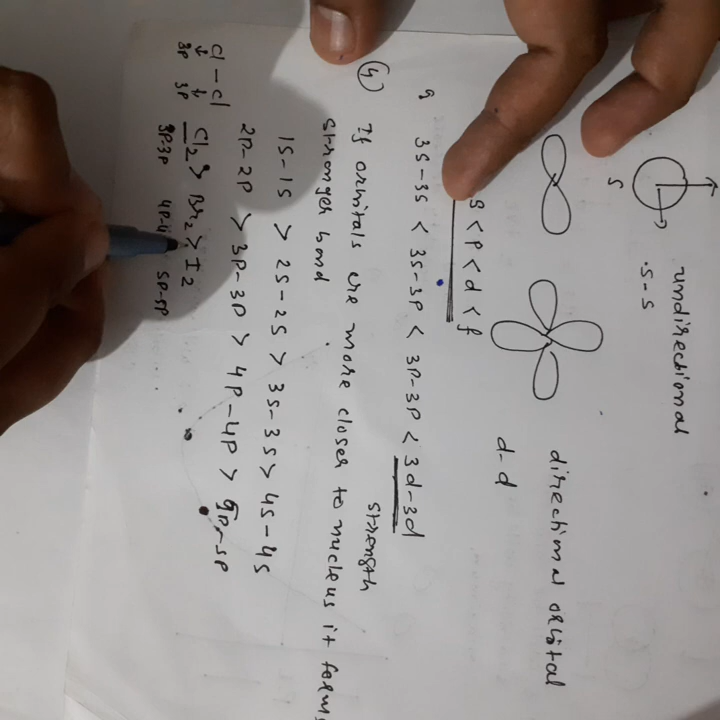 undirectional
S
.S-S
directional orbital
d-d
S < P < d < f
3S-3S < 3S-3P < 3P-3P < 3d-3d
strength
(4) If orbitals are more closer to nucleus it forms
stronger bond
1S-1S > 2S-2S > 3S-3S > 4S-4S
2P-2P > 3P-3P > 4P-4P > 5P-5P
Cl-Cl Cl2 > Br2 > I2
3P 3P 3P-3P 5P-5P